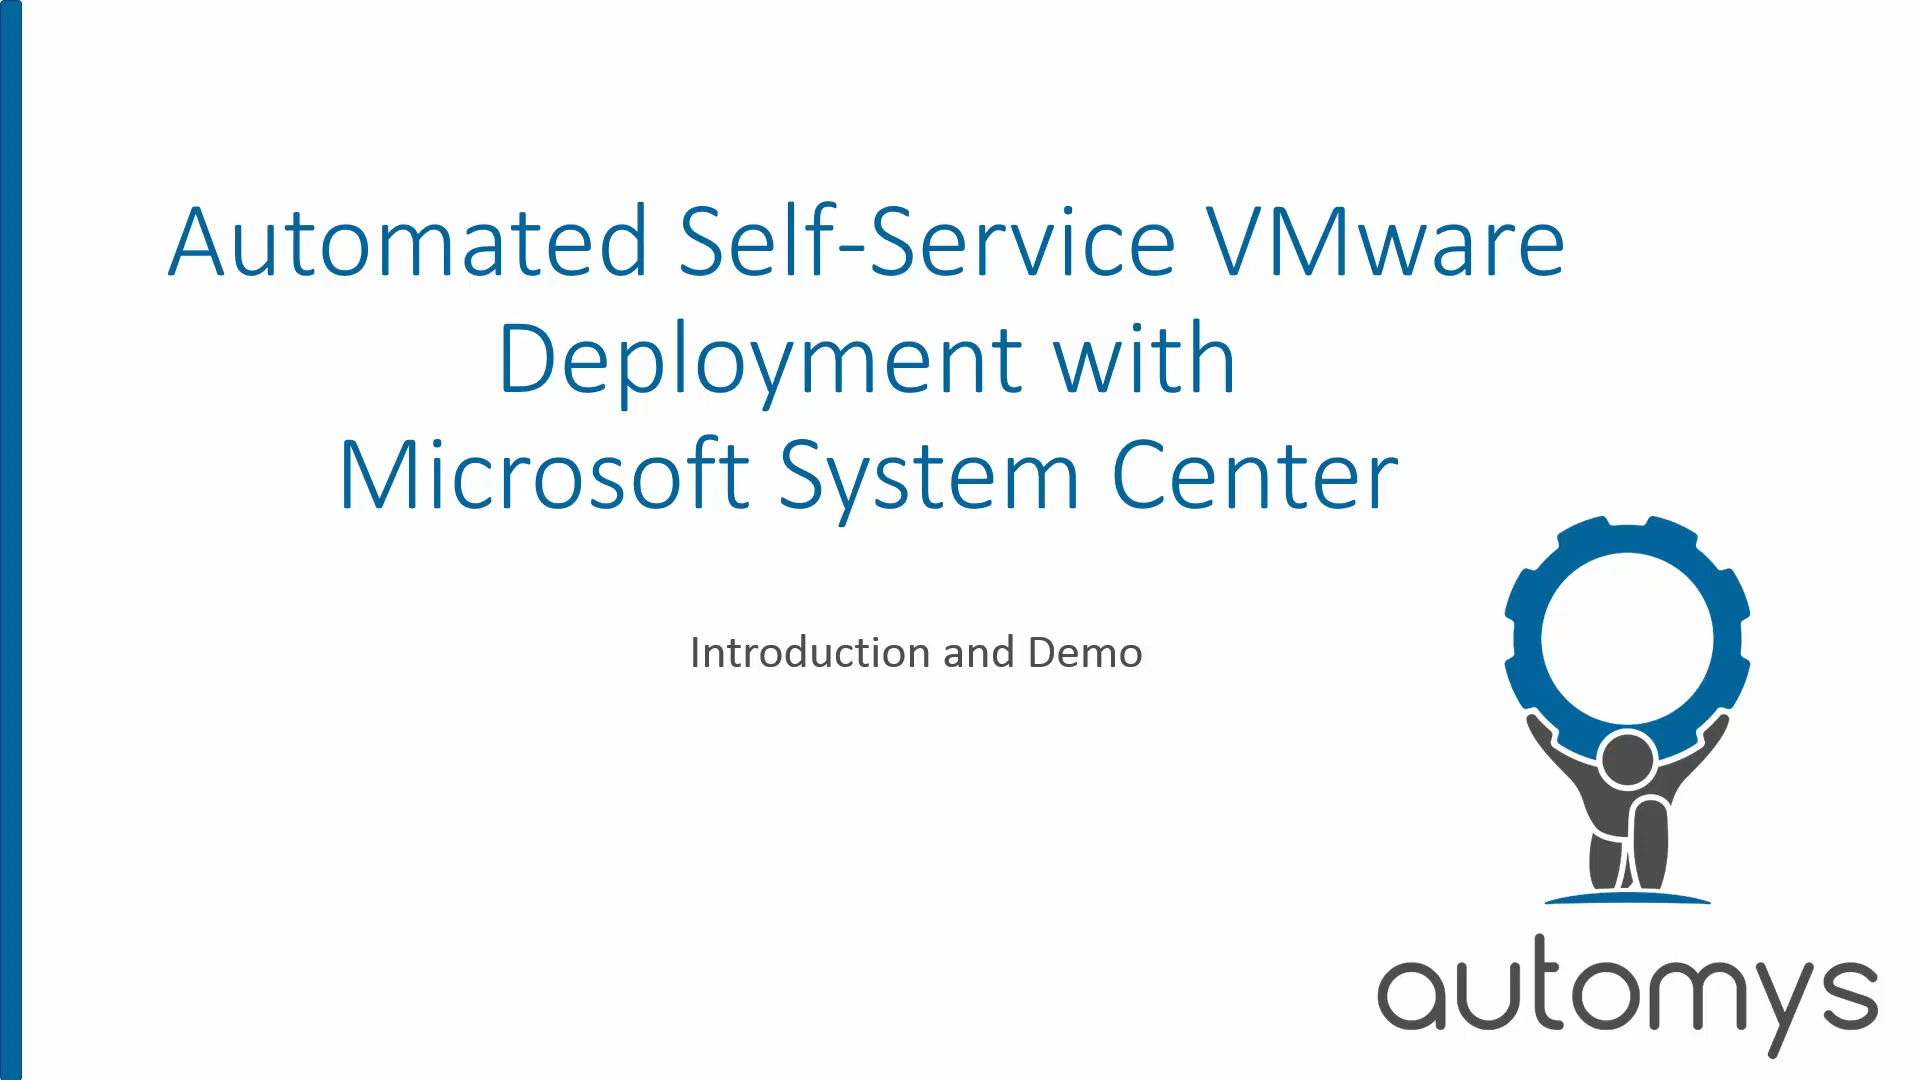 Automated Self-Service VMware
Deployment with
Microsoft System Center
Introduction and Demo
automys